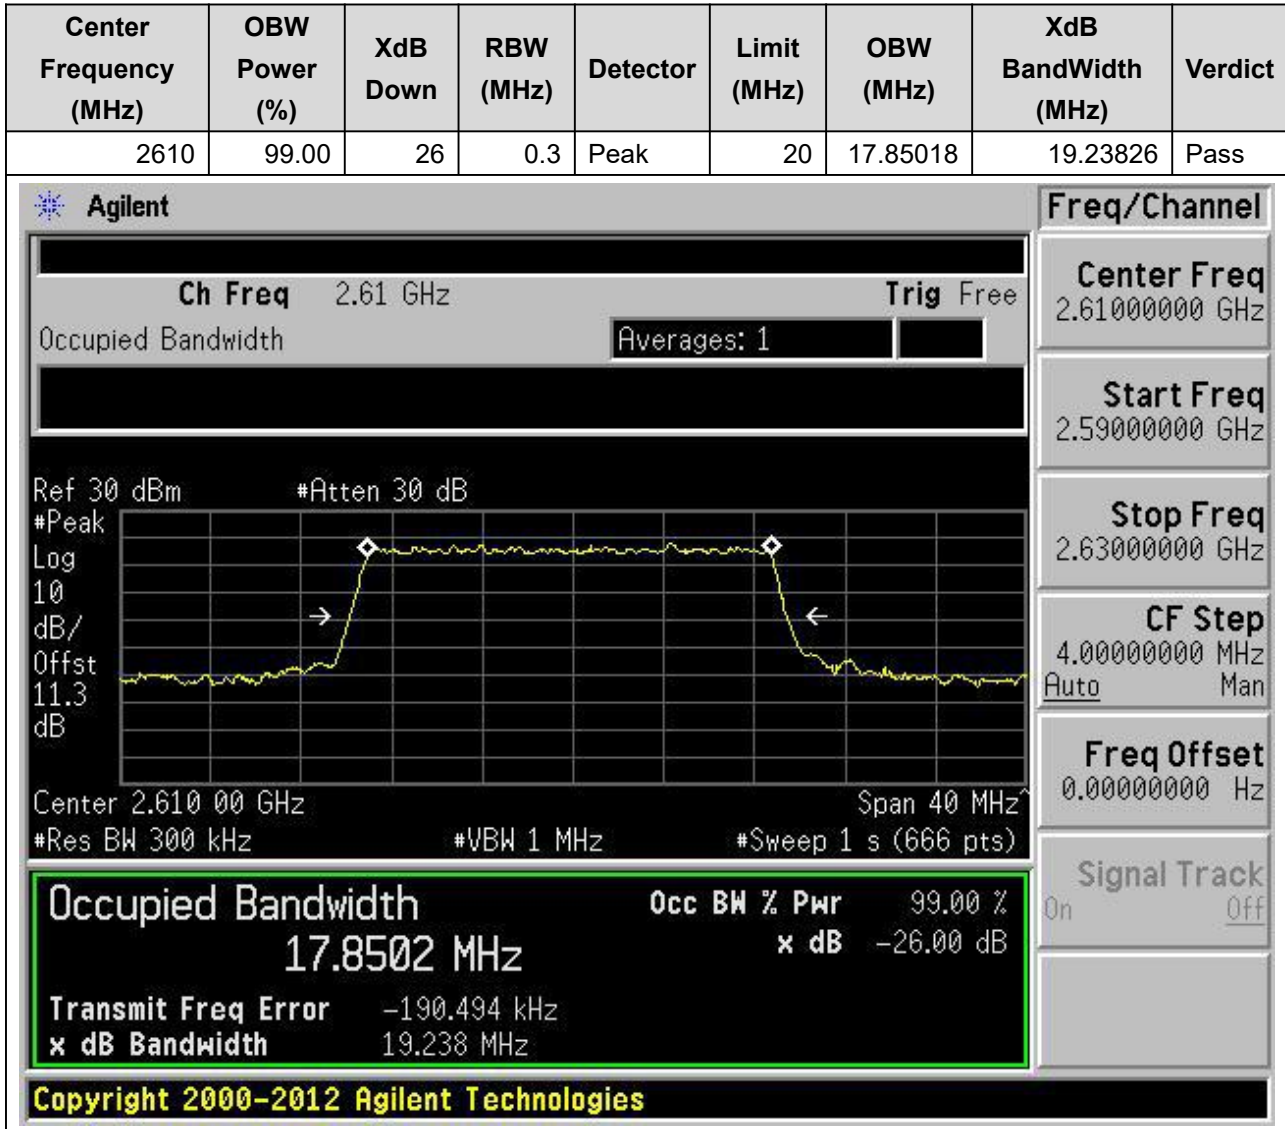 Center Frequency (MHz) OBW Power (%) XdB Down RBW (MHz) Detector Limit (MHz) OBW (MHz) XdB BandWidth (MHz) Verdict
2610 99.00 26 0.3 Peak 20 17.85018 19.23826 Pass
Agilent
Freq/Channel
Ch Freq 2.61 GHz Trig Free
Occupied Bandwidth Averages: 1
Center Freq
2.61000000 GHz
Start Freq
2.59000000 GHz
Stop Freq
2.63000000 GHz
CF Step
4.00000000 MHz
Auto Man
Freq Offset
0.00000000 Hz
Signal Track
On Off
Ref 30 dBm #Atten 30 dB
#Peak
Log
10
dB/
Offst
11.3
dB
Center 2.610 00 GHz Span 40 MHz^
#Res BW 300 kHz #VBW 1 MHz #Sweep 1 s (666 pts)
Occupied Bandwidth Occ BW % Pwr 99.00 %
17.8502 MHz x dB -26.00 dB
Transmit Freq Error -190.494 kHz
x dB Bandwidth 19.238 MHz
Copyright 2000-2012 Agilent Technologies